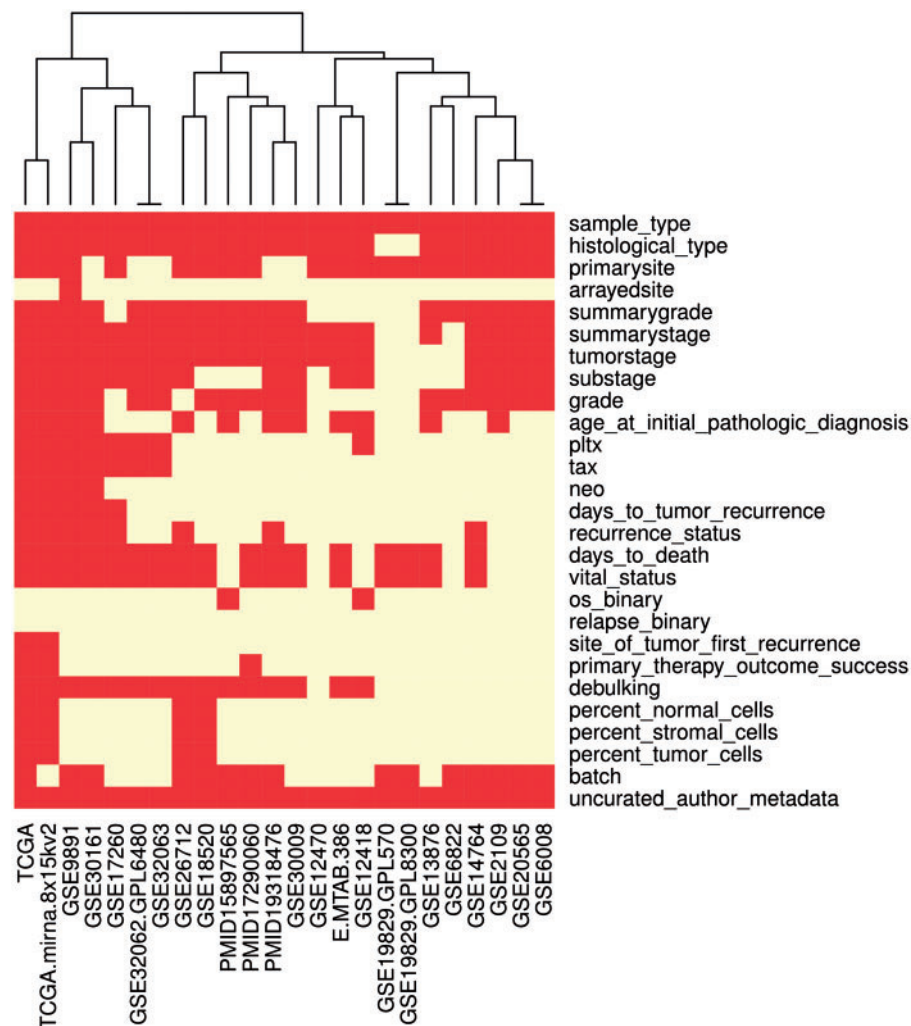 sample_type
histological_type
primarysite
arrayedsite
summarygrade
summarystage
tumorstage
substage
grade
age_at_initial_pathologic_diagnosis
pltx
tax
neo
days_to_tumor_recurrence
recurrence_status
days_to_death
vital_status
os_binary
relapse_binary
site_of_tumor_first_recurrence
primary_therapy_outcome_success
debulking
percent_normal_cells
percent_stromal_cells
percent_tumor_cells
batch
uncurated_author_metadata
TCGA
TCGA.mirna.8x15kv2
GSE9891
GSE30161
GSE17260
GSE32062.GPL6480
GSE32063
GSE26712
GSE18520
PMID15897565
PMID17290060
PMID19318476
GSE30009
GSE12470
E.MTAB.386
GSE12418
GSE19829.GPL570
GSE19829.GPL8300
GSE13876
GSE6822
GSE14764
GSE2109
GSE20565
GSE6008